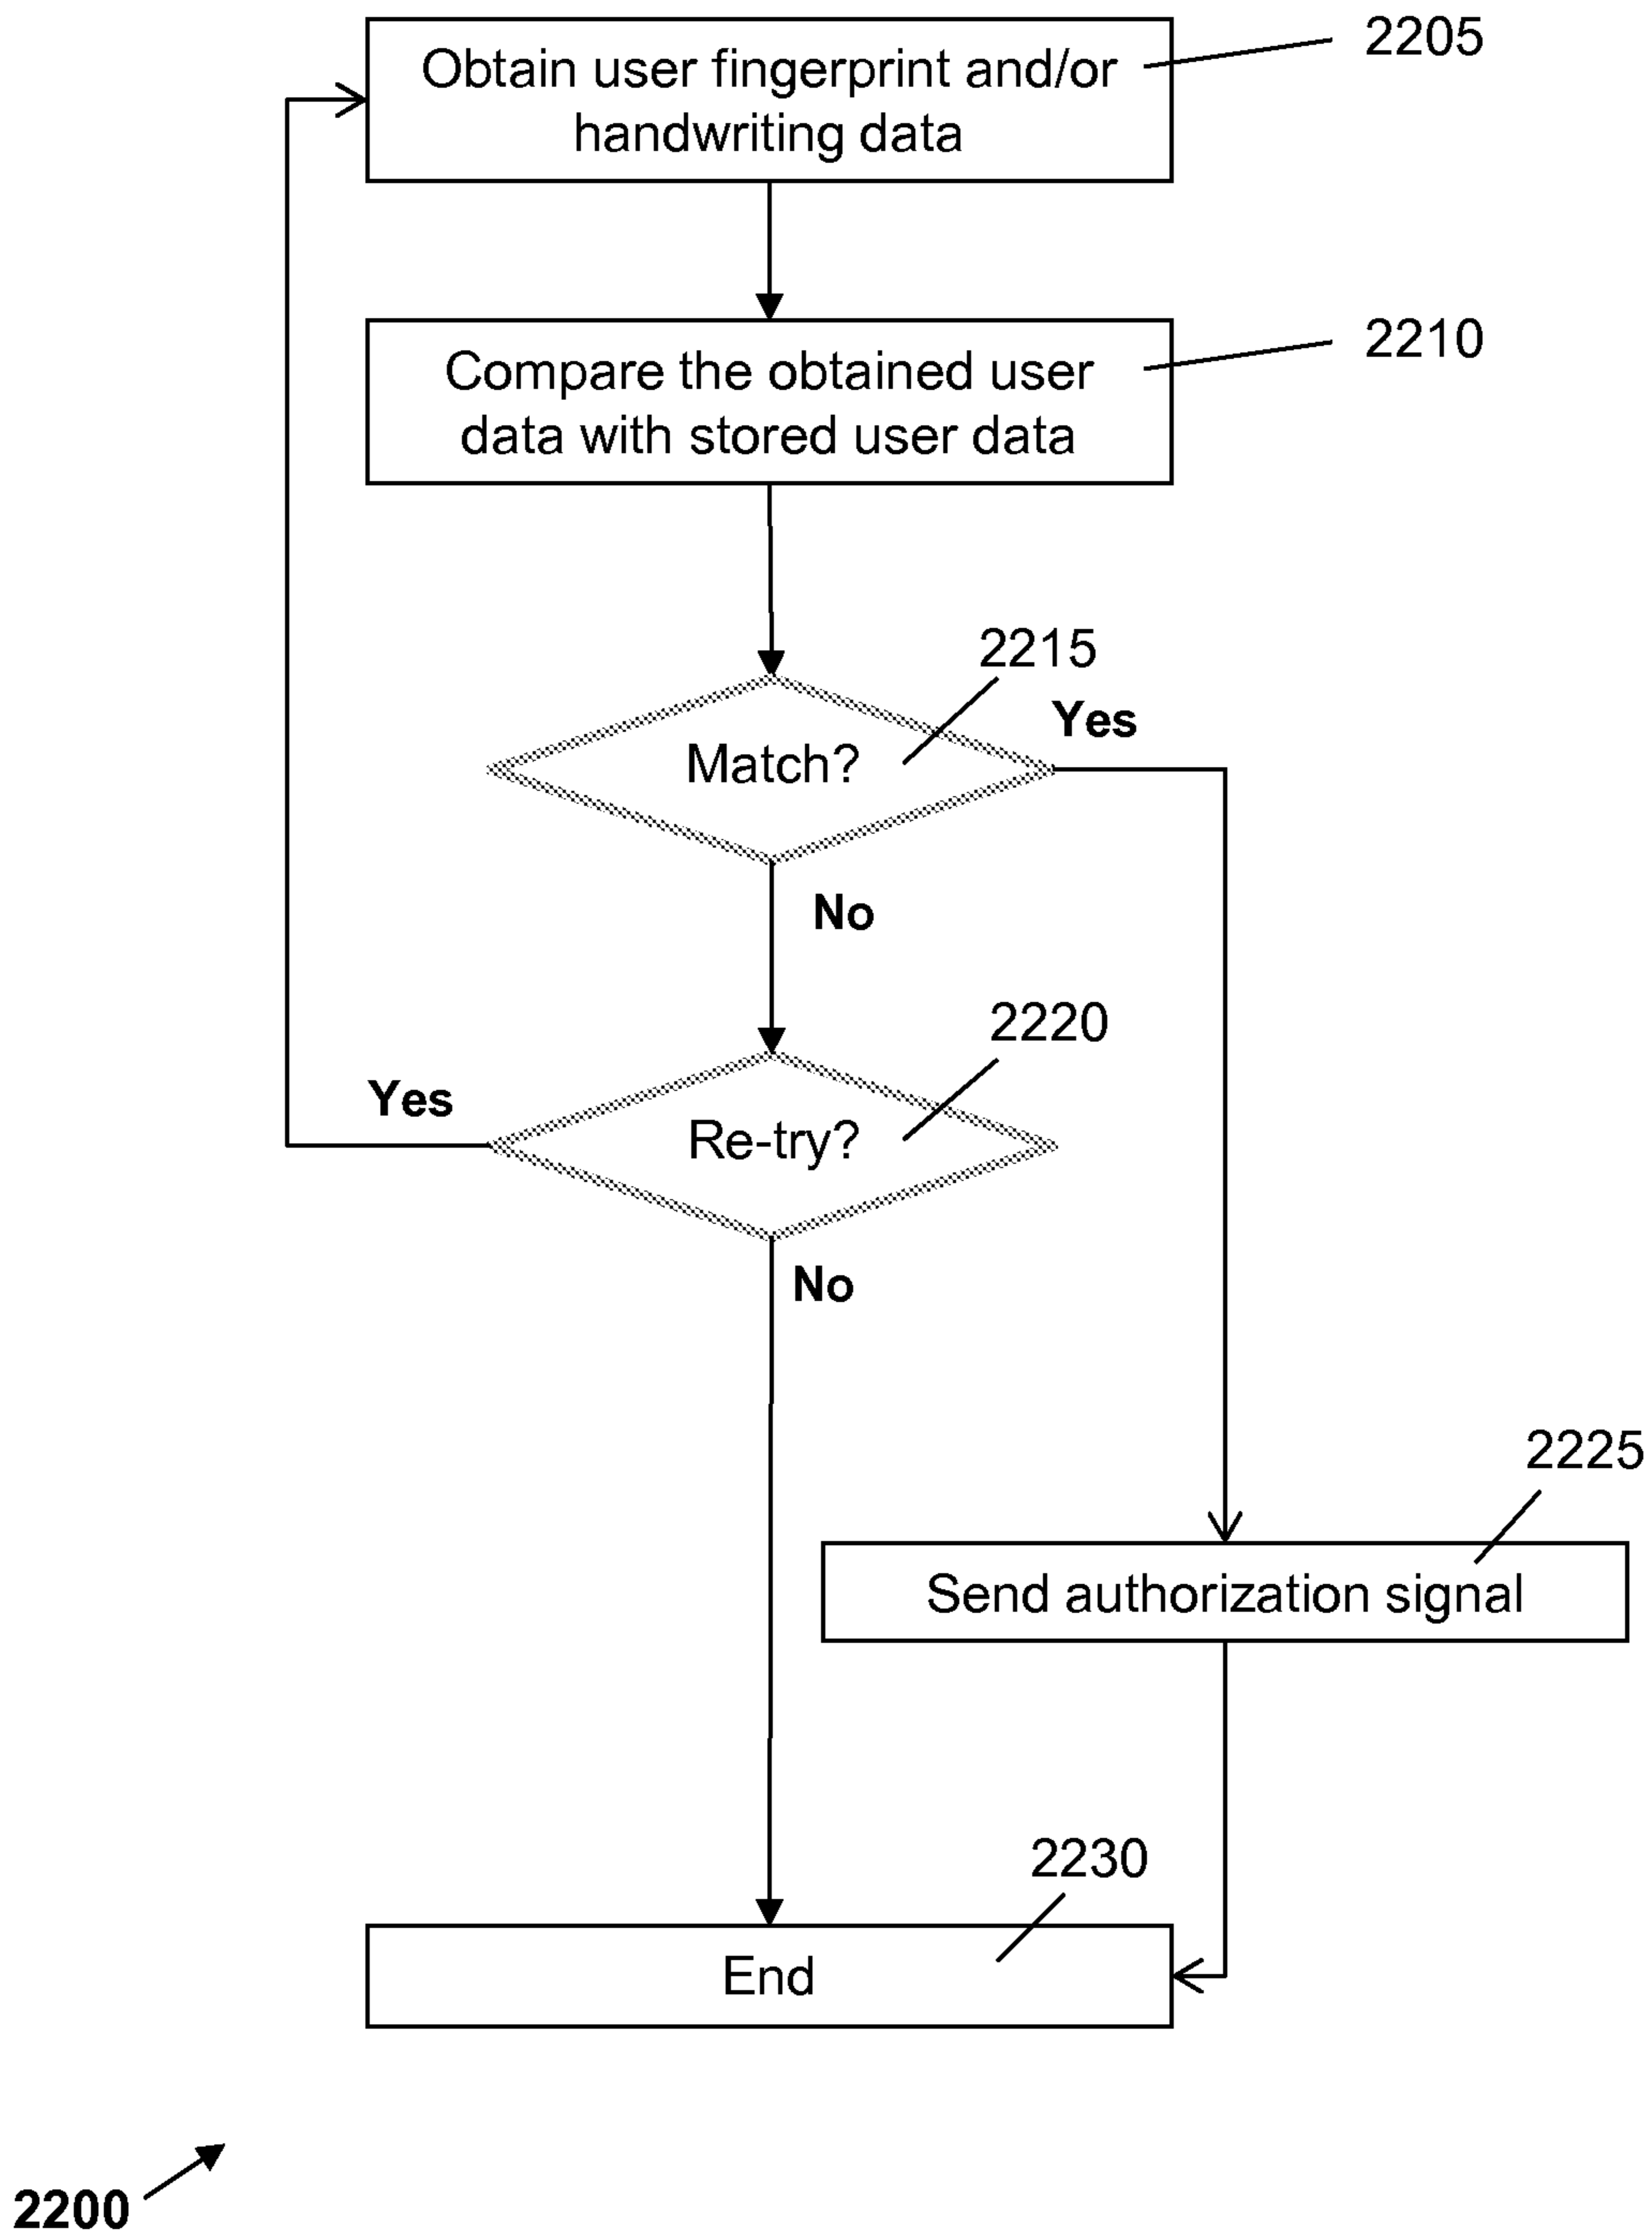 2205
Obtain user fingerprint and/or
handwriting data
2210
Compare the obtained user
data with stored user data
2215
Yes
Match?
No
2220
Yes
Re-try?
No
2225
Send authorization signal
2230
End
2200